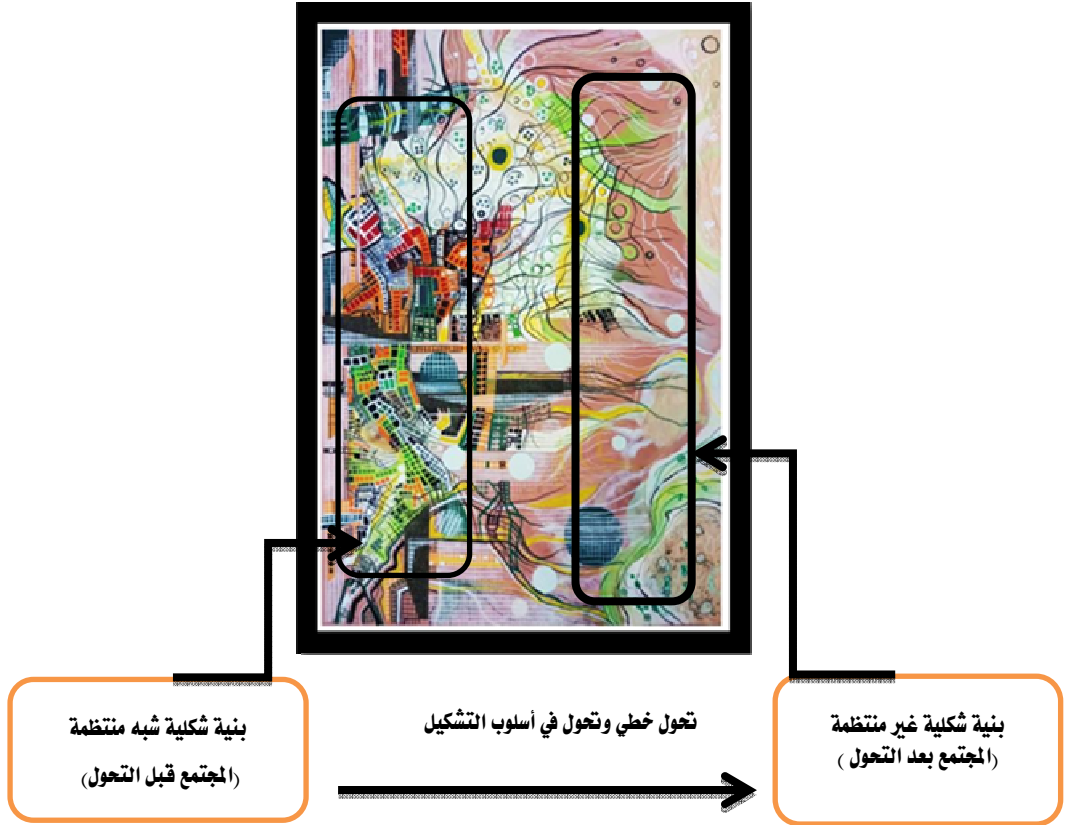 تحول خطي وتحول في أسلوب التشكيل
بنية شكلية غير منتظمة
(المجتمع بعد التحول )
بنية شكلية شبه منتظمة
(المجتمع قبل التحول)